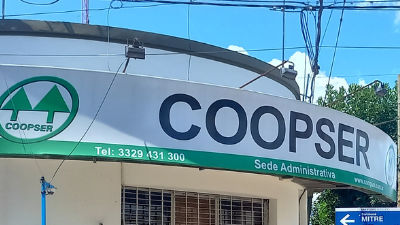 COOPSER
COOPSER
Tel: 3329 431 300
Sede Administrativa
MITRE